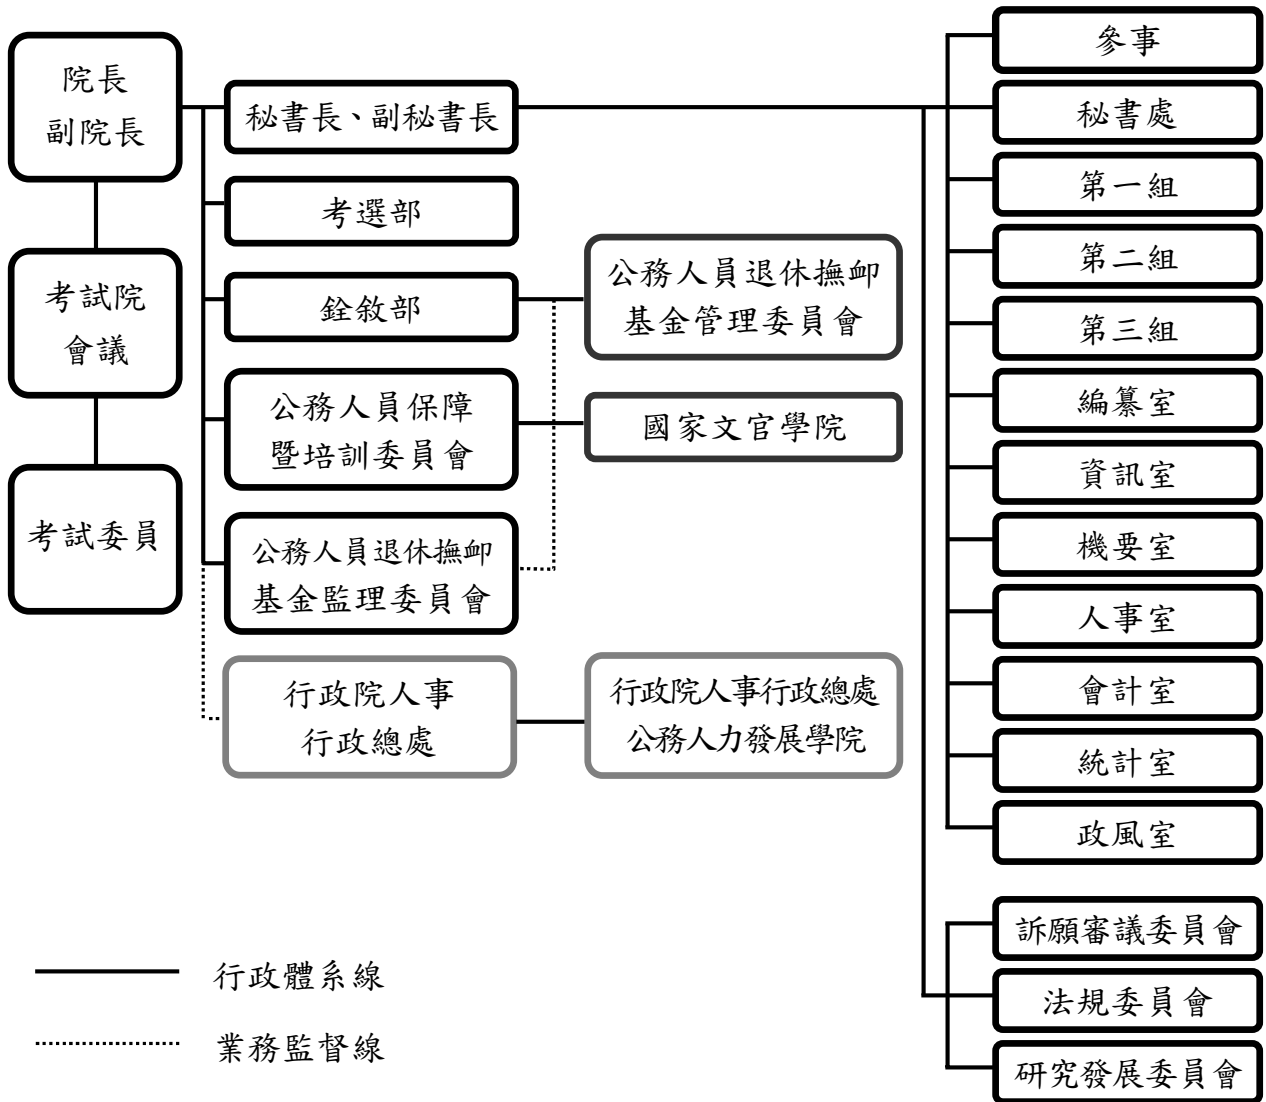 院長
副院長
考試院
會議
考試委員
秘書長、副秘書長
考選部
銓敘部
公務人員保障
暨培訓委員會
公務人員退休撫卹
基金監理委員會
行政院人事
行政總處
公務人員退休撫卹
基金管理委員會
國家文官學院
行政院人事行政總處
公務人力發展學院
參事
秘書處
第一組
第二組
第三組
編纂室
資訊室
機要室
人事室
會計室
統計室
政風室
訴願審議委員會
法規委員會
研究發展委員會
行政體系線
業務監督線